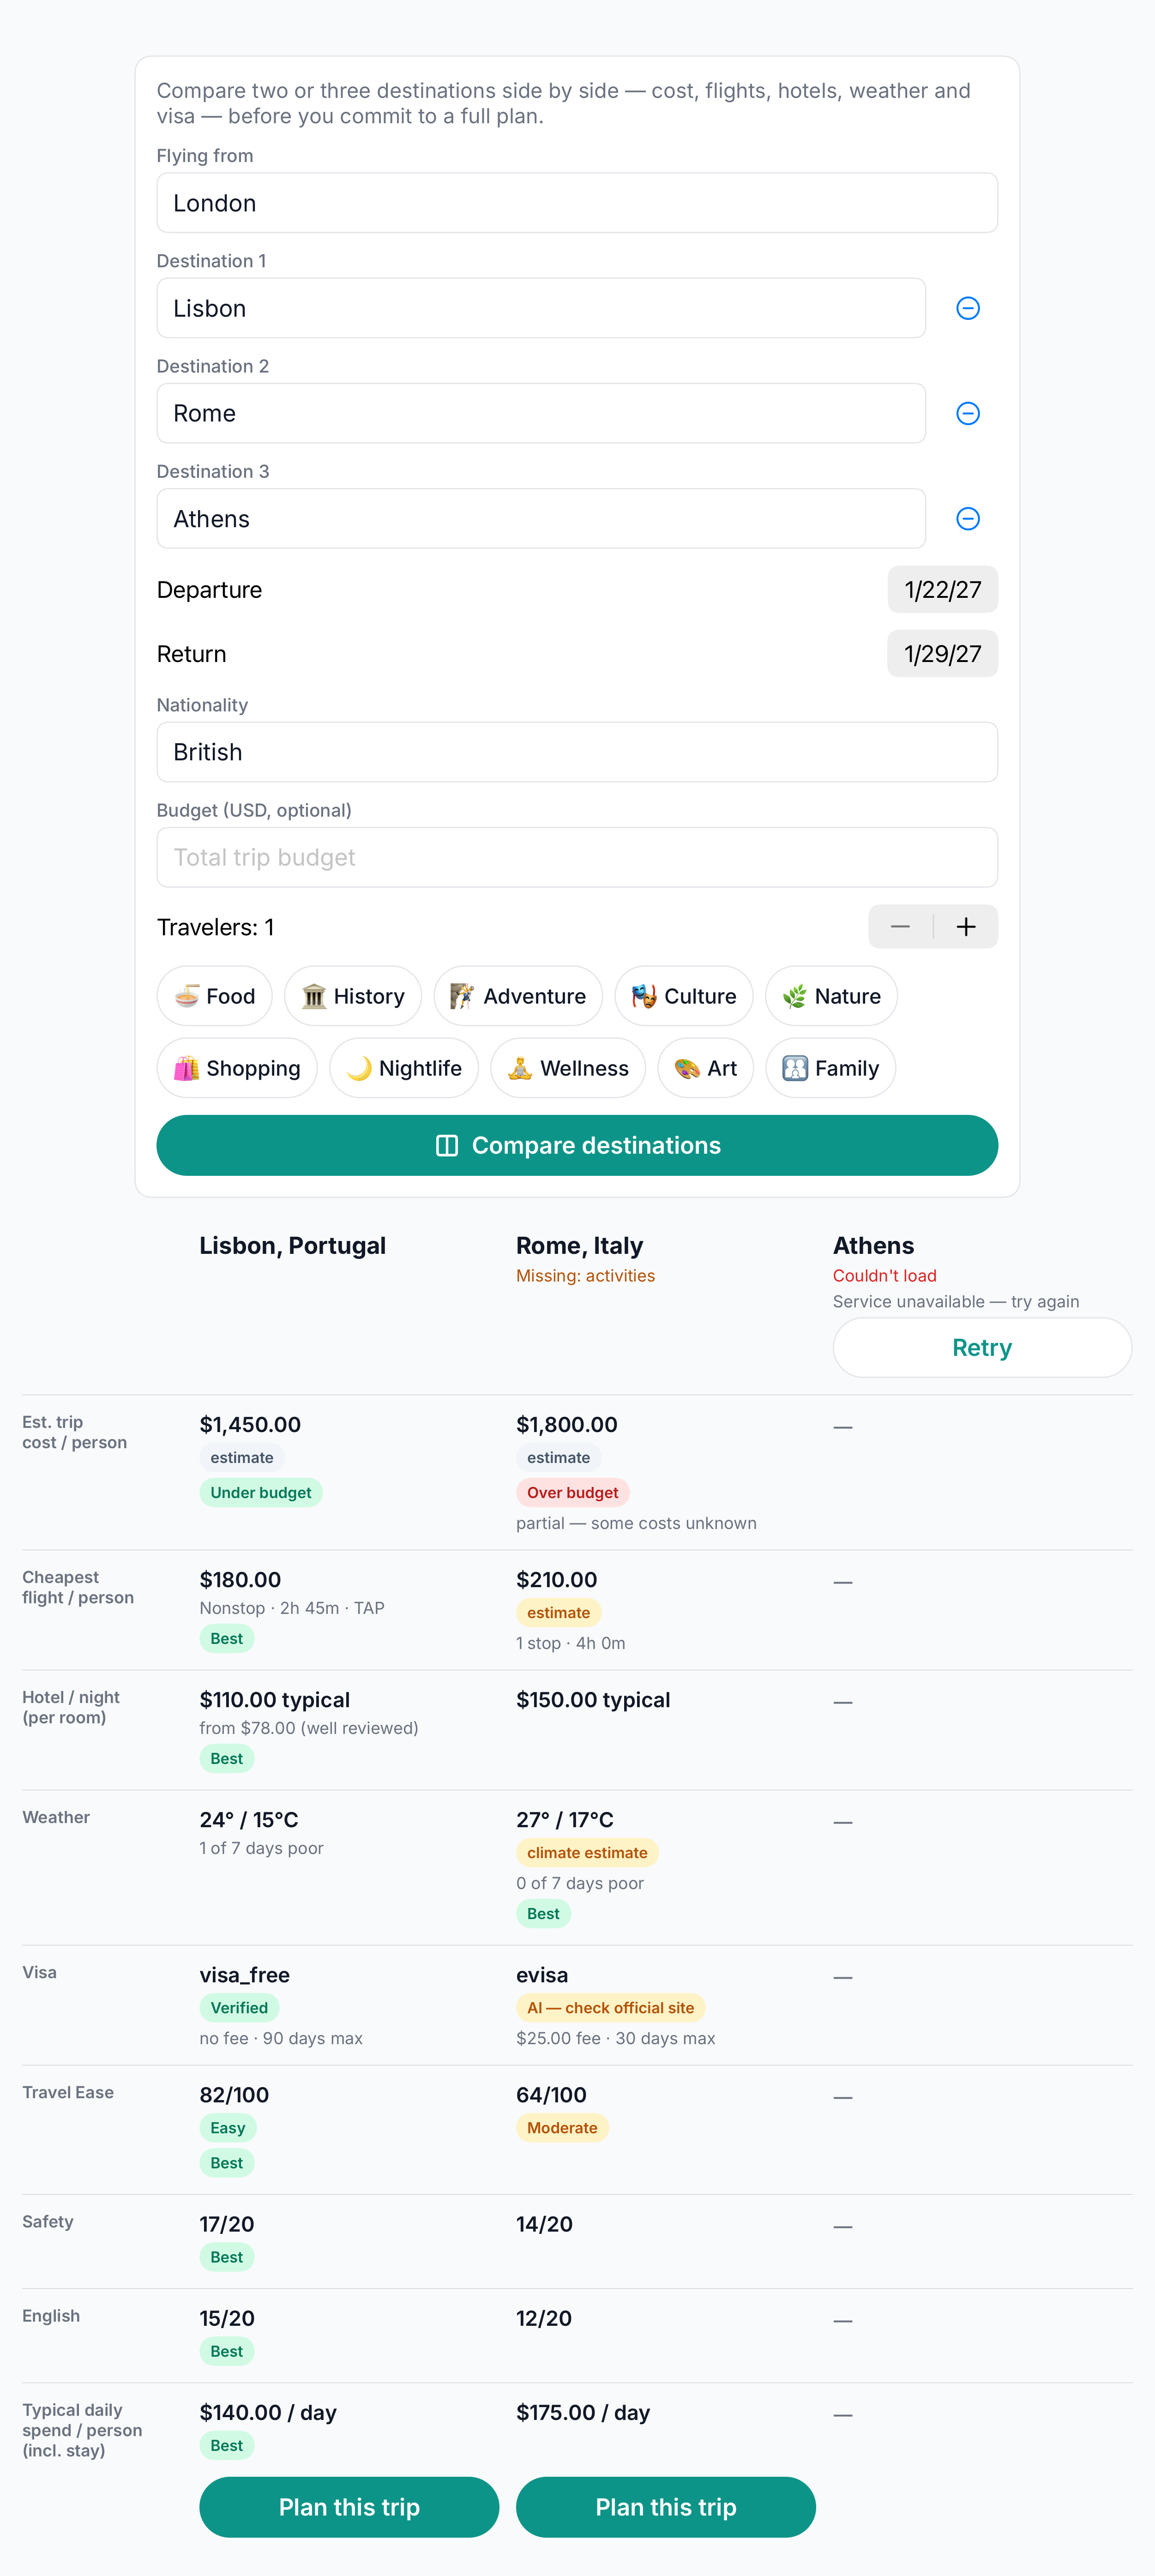 Compare two or three destinations side by side — cost, flights, hotels, weather and
visa — before you commit to a full plan.
Flying from
London
Destination 1
Lisbon
Destination 2
Rome
Destination 3
Athens
Departure 1/22/27
Return 1/29/27
Nationality
British
Budget (USD, optional)
Total trip budget
Travelers: 1
Food History Adventure Culture Nature
Shopping Nightlife Wellness Art Family
Compare destinations
Lisbon, Portugal Rome, Italy Athens
Missing: activities Couldn't load
Service unavailable — try again
Retry
Est. trip
cost / person
$1,450.00 $1,800.00 —
estimate estimate
Under budget Over budget
partial — some costs unknown
Cheapest
flight / person
$180.00 $210.00 —
Nonstop · 2h 45m · TAP estimate
Best 1 stop · 4h 0m
Hotel / night
(per room)
$110.00 typical $150.00 typical —
from $78.00 (well reviewed)
Best
Weather 24° / 15°C 27° / 17°C —
1 of 7 days poor climate estimate
0 of 7 days poor
Best
Visa visa_free evisa —
Verified AI — check official site
no fee · 90 days max $25.00 fee · 30 days max
Travel Ease 82/100 64/100 —
Easy Moderate
Best
Safety 17/20 14/20 —
Best
English 15/20 12/20 —
Best
Typical daily
spend / person
(incl. stay)
$140.00 / day $175.00 / day —
Best
Plan this trip Plan this trip